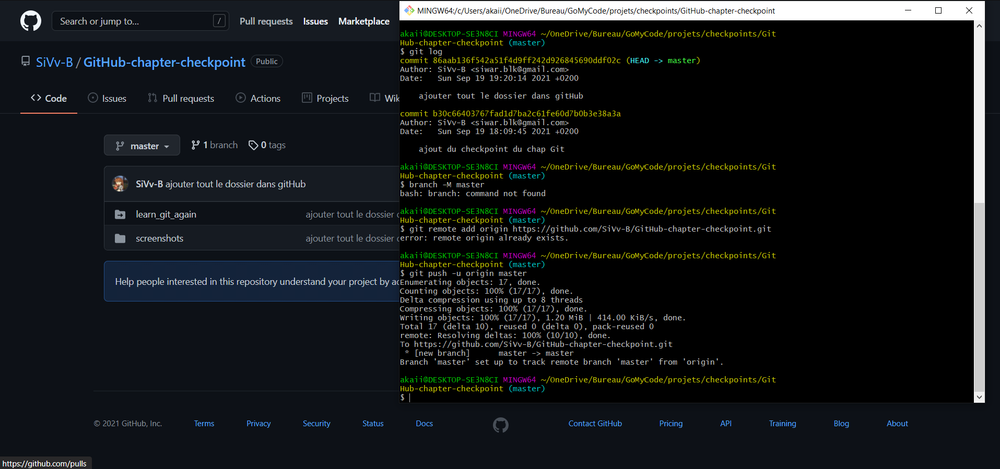 Search or jump to...
/
Pull requests
Issues
Marketplace
SiVv-B / GitHub-chapter-checkpoint
Public
Code
Issues
Pull requests
Actions
Projects
Wik
master
1 branch
0 tags
SiVv-B ajouter tout le dossier dans gitHub
learn_git_again
ajouter tout le dossier
screenshots
ajouter tout le dossier
Help people interested in this repository understand your project by ad
MINGW64:/c/Users/akaii/OneDrive/Bureau/GoMyCode/projets/checkpoints/GitHub-chapter-checkpoint
akaii@DESKTOP-SE3N8CI MINGW64 ~/OneDrive/Bureau/GoMyCode/projets/checkpoints/Git
Hub-chapter-checkpoint (master)
$ git log
commit 86aab136f542a51f4d9ff242d926845690ddf02c (HEAD -> master)
Author: SiVv-B <siwar.blk@gmail.com>
Date:   Sun Sep 19 19:20:14 2021 +0200
ajouter tout le dossier dans gitHub
commit b30c66403767fad1d7ba2c61fe60d7b0b3e38a3a
Author: SiVv-B <siwar.blk@gmail.com>
Date:   Sun Sep 19 18:09:45 2021 +0200
ajout du checkpoint du chap Git
akaii@DESKTOP-SE3N8CI MINGW64 ~/OneDrive/Bureau/GoMyCode/projets/checkpoints/Git
Hub-chapter-checkpoint (master)
$ branch -M master
bash: branch: command not found
akaii@DESKTOP-SE3N8CI MINGW64 ~/OneDrive/Bureau/GoMyCode/projets/checkpoints/Git
Hub-chapter-checkpoint (master)
$ git remote add origin https://github.com/SiVv-B/GitHub-chapter-checkpoint.git
error: remote origin already exists.
akaii@DESKTOP-SE3N8CI MINGW64 ~/OneDrive/Bureau/GoMyCode/projets/checkpoints/Git
Hub-chapter-checkpoint (master)
$ git push -u origin master
Enumerating objects: 17, done.
Counting objects: 100% (17/17), done.
Delta compression using up to 8 threads
Compressing objects: 100% (17/17), done.
Writing objects: 100% (17/17), 1.20 MiB | 414.00 KiB/s, done.
Total 17 (delta 10), reused 0 (delta 0), pack-reused 0
remote: Resolving deltas: 100% (10/10), done.
To https://github.com/SiVv-B/GitHub-chapter-checkpoint.git
* [new branch]      master -> master
Branch 'master' set up to track remote branch 'master' from 'origin'.
akaii@DESKTOP-SE3N8CI MINGW64 ~/OneDrive/Bureau/GoMyCode/projets/checkpoints/Git
Hub-chapter-checkpoint (master)
$
© 2021 GitHub, Inc.
Terms
Privacy
Security
Status
Docs
Contact GitHub
Pricing
API
Training
Blog
About
https://github.com/pulls